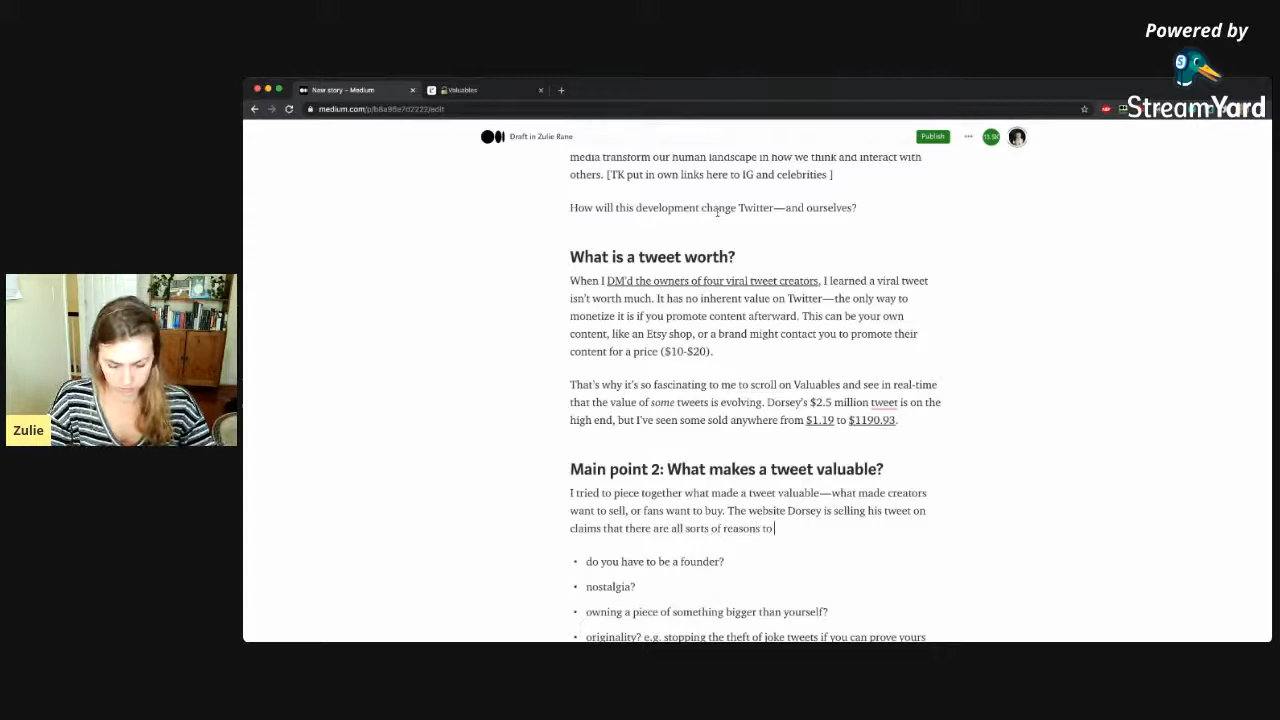 Powered by
StreamYard
New story – Medium
Valuables
medium.com/p/b8a99e7d2222/edit
Draft in Zulie Rane
Publish
media transform our human landscape in how we think and interact with
others. [TK put in own links here to IG and celebrities ]
How will this development change Twitter—and ourselves?
What is a tweet worth?
When I DM'd the owners of four viral tweet creators, I learned a viral tweet
isn't worth much. It has no inherent value on Twitter—the only way to
monetize it is if you promote content afterward. This can be your own
content, like an Etsy shop, or a brand might contact you to promote their
content for a price ($10-$20).
That's why it's so fascinating to me to scroll on Valuables and see in real-time
that the value of some tweets is evolving. Dorsey's $2.5 million tweet is on the
high end, but I've seen some sold anywhere from $1.19 to $1190.93.
Main point 2: What makes a tweet valuable?
I tried to piece together what made a tweet valuable—what made creators
want to sell, or fans want to buy. The website Dorsey is selling his tweet on
claims that there are all sorts of reasons to
• do you have to be a founder?
• nostalgia?
• owning a piece of something bigger than yourself?
• originality? e.g. stopping the theft of joke tweets if you can prove yours
Zulie